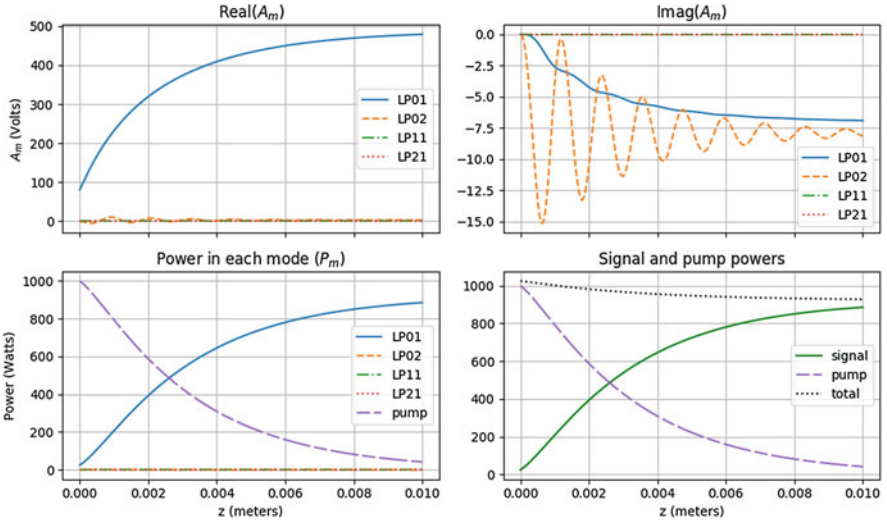 Real(A_m)
A_m (Volts)
500
400
300
200
100
0
LP01
LP02
LP11
LP21
Imag(A_m)
0.0
−2.5
−5.0
−7.5
−10.0
−12.5
−15.0
LP01
LP02
LP11
LP21
Power in each mode (P_m)
Power (Watts)
1000
800
600
400
200
0
LP01
LP02
LP11
LP21
pump
0.000 0.002 0.004 0.006 0.008 0.010
z (meters)
Signal and pump powers
1000
800
600
400
200
0
signal
pump
total
0.000 0.002 0.004 0.006 0.008 0.010
z (meters)